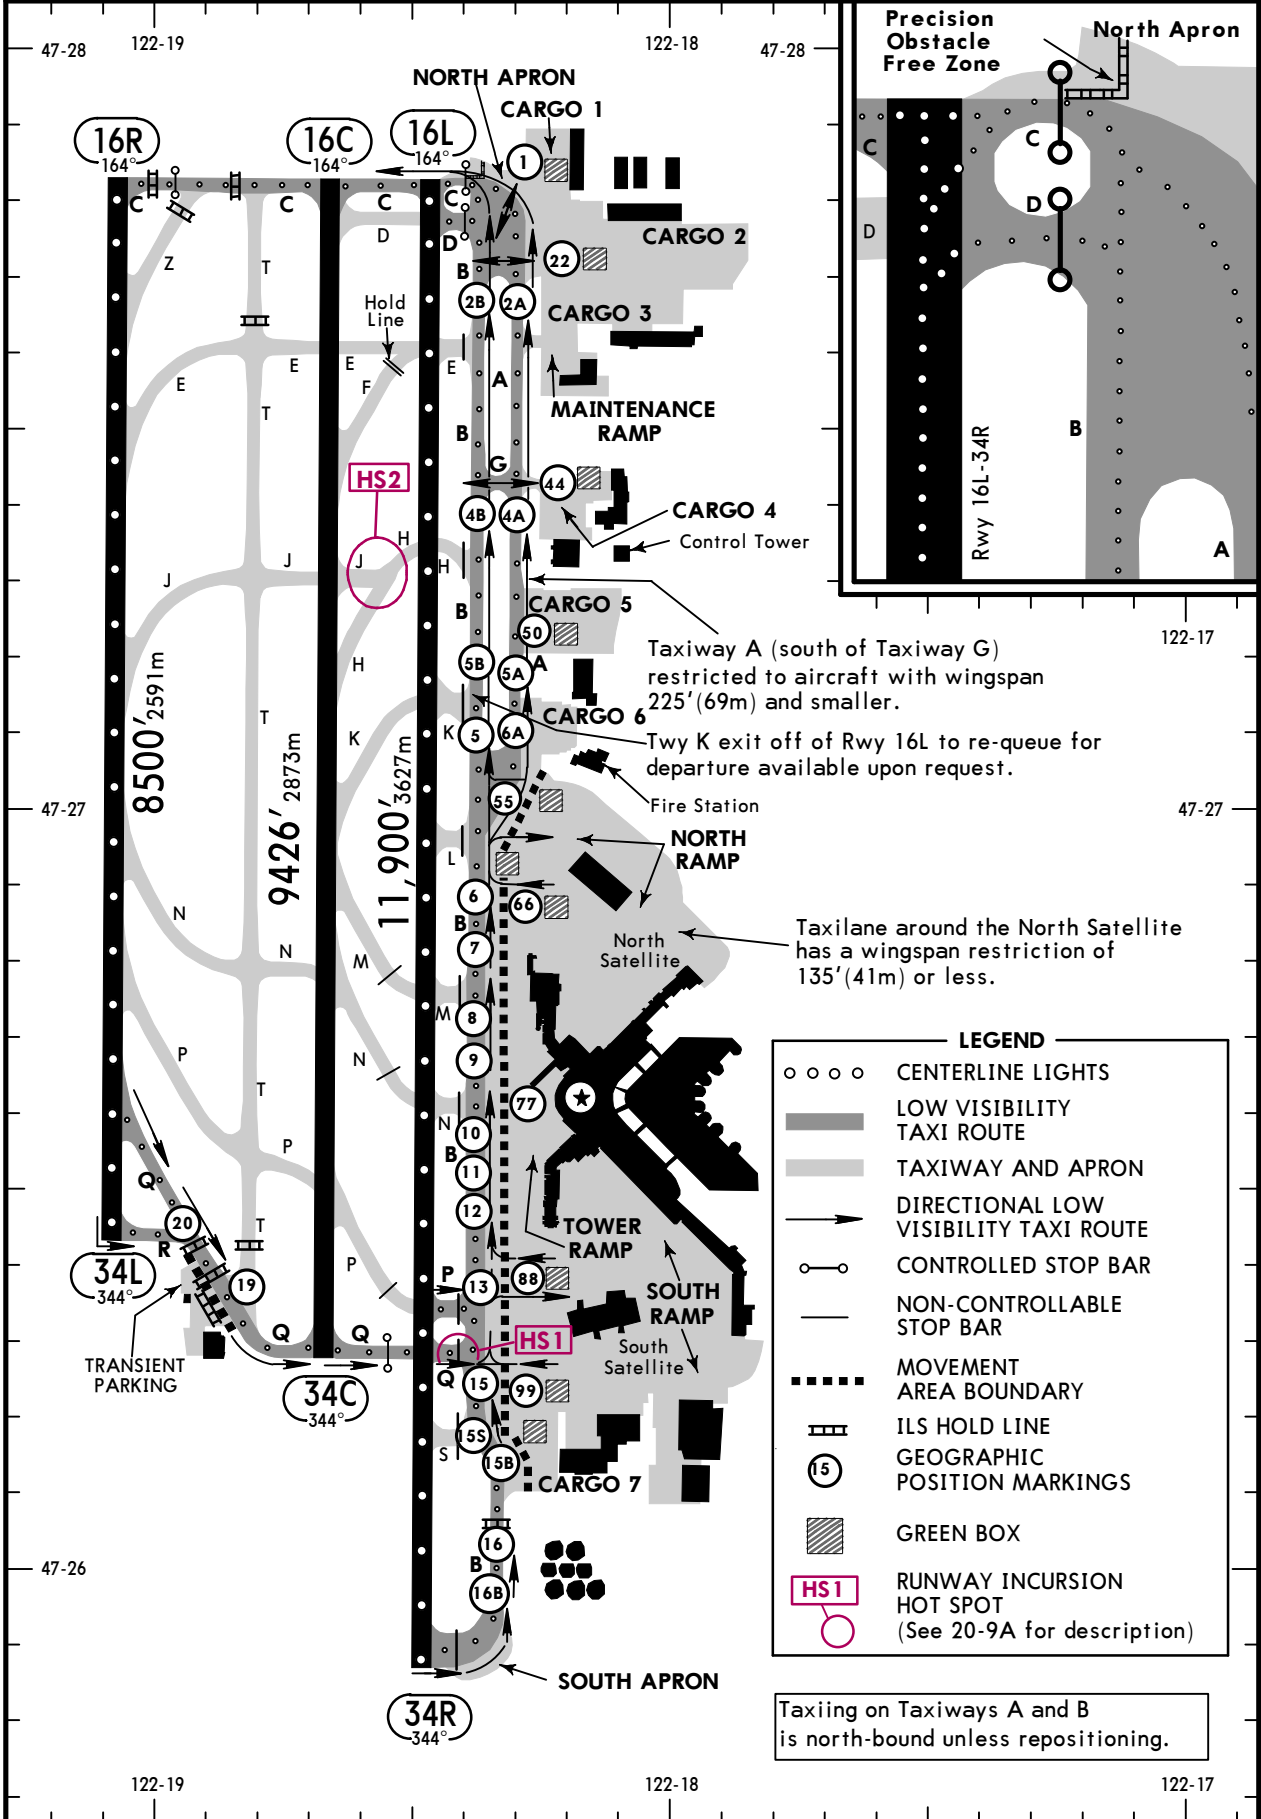 47-28
122-19
122-18
47-28
Precision
Obstacle
Free Zone
North Apron
C
C
D
D
B
A
Rwy 16L-34R
NORTH APRON
CARGO 1
16R
164°
16C
164°
16L
164°
1
C
C
C
C
D
D
CARGO 2
Z
T
B
22
Hold
Line
2B
2A
CARGO 3
E
E
E
F
E
T
A
MAINTENANCE
RAMP
B
G
HS2
44
4B
4A
CARGO 4
Control Tower
H
J
J
J
H
B
CARGO 5
50
122-17
Taxiway A (south of Taxiway G)
restricted to aircraft with wingspan
225'(69m) and smaller.
H
5B
5A
A
8500' 2591m
T
K
K
5
6A
CARGO 6
Twy K exit off of Rwy 16L to re-queue for
departure available upon request.
9426' 2873m
11,900' 3627m
55
Fire Station
47-27
47-27
NORTH
RAMP
L
6
66
N
B
North
Satellite
Taxilane around the North Satellite
has a wingspan restriction of
135'(41m) or less.
N
M
7
M
8
P
N
9
T
77
N
10
P
B
11
Q
12
20
T
R
TOWER
RAMP
P
P
13
88
SOUTH
RAMP
34L
344°
19
Q
Q
HS1
South
Satellite
TRANSIENT
PARKING
Q
15
99
34C
344°
15S
S
15B
CARGO 7
16
47-26
B
16B
SOUTH APRON
34R
344°
LEGEND
CENTERLINE LIGHTS
LOW VISIBILITY
TAXI ROUTE
TAXIWAY AND APRON
DIRECTIONAL LOW
VISIBILITY TAXI ROUTE
CONTROLLED STOP BAR
NON-CONTROLLABLE
STOP BAR
MOVEMENT
AREA BOUNDARY
ILS HOLD LINE
15
GEOGRAPHIC
POSITION MARKINGS
GREEN BOX
HS1
RUNWAY INCURSION
HOT SPOT
(See 20-9A for description)
Taxiing on Taxiways A and B
is north-bound unless repositioning.
122-19
122-18
122-17